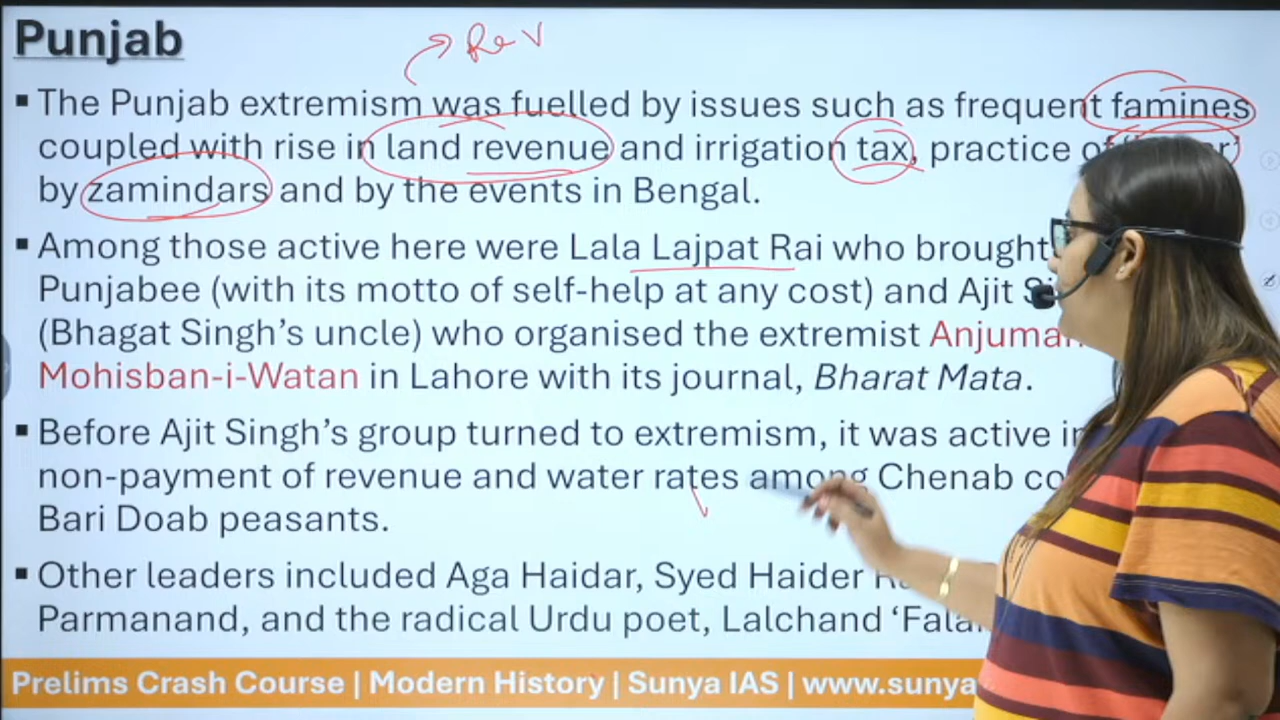 Punjab
Rev
▪ The Punjab extremism was fuelled by issues such as frequent famines
coupled with rise in land revenue and irrigation tax, practice of
by zamindars and by the events in Bengal.
▪ Among those active here were Lala Lajpat Rai who brought
Punjabee (with its motto of self-help at any cost) and Ajit
(Bhagat Singh's uncle) who organised the extremist Anjuman
Mohisban-i-Watan in Lahore with its journal, Bharat Mata.
▪ Before Ajit Singh's group turned to extremism, it was active in
non-payment of revenue and water rates among Chenab
Bari Doab peasants.
▪ Other leaders included Aga Haidar, Syed Haider
Parmanand, and the radical Urdu poet, Lalchand
Prelims Crash Course | Modern History | Sunya IAS |